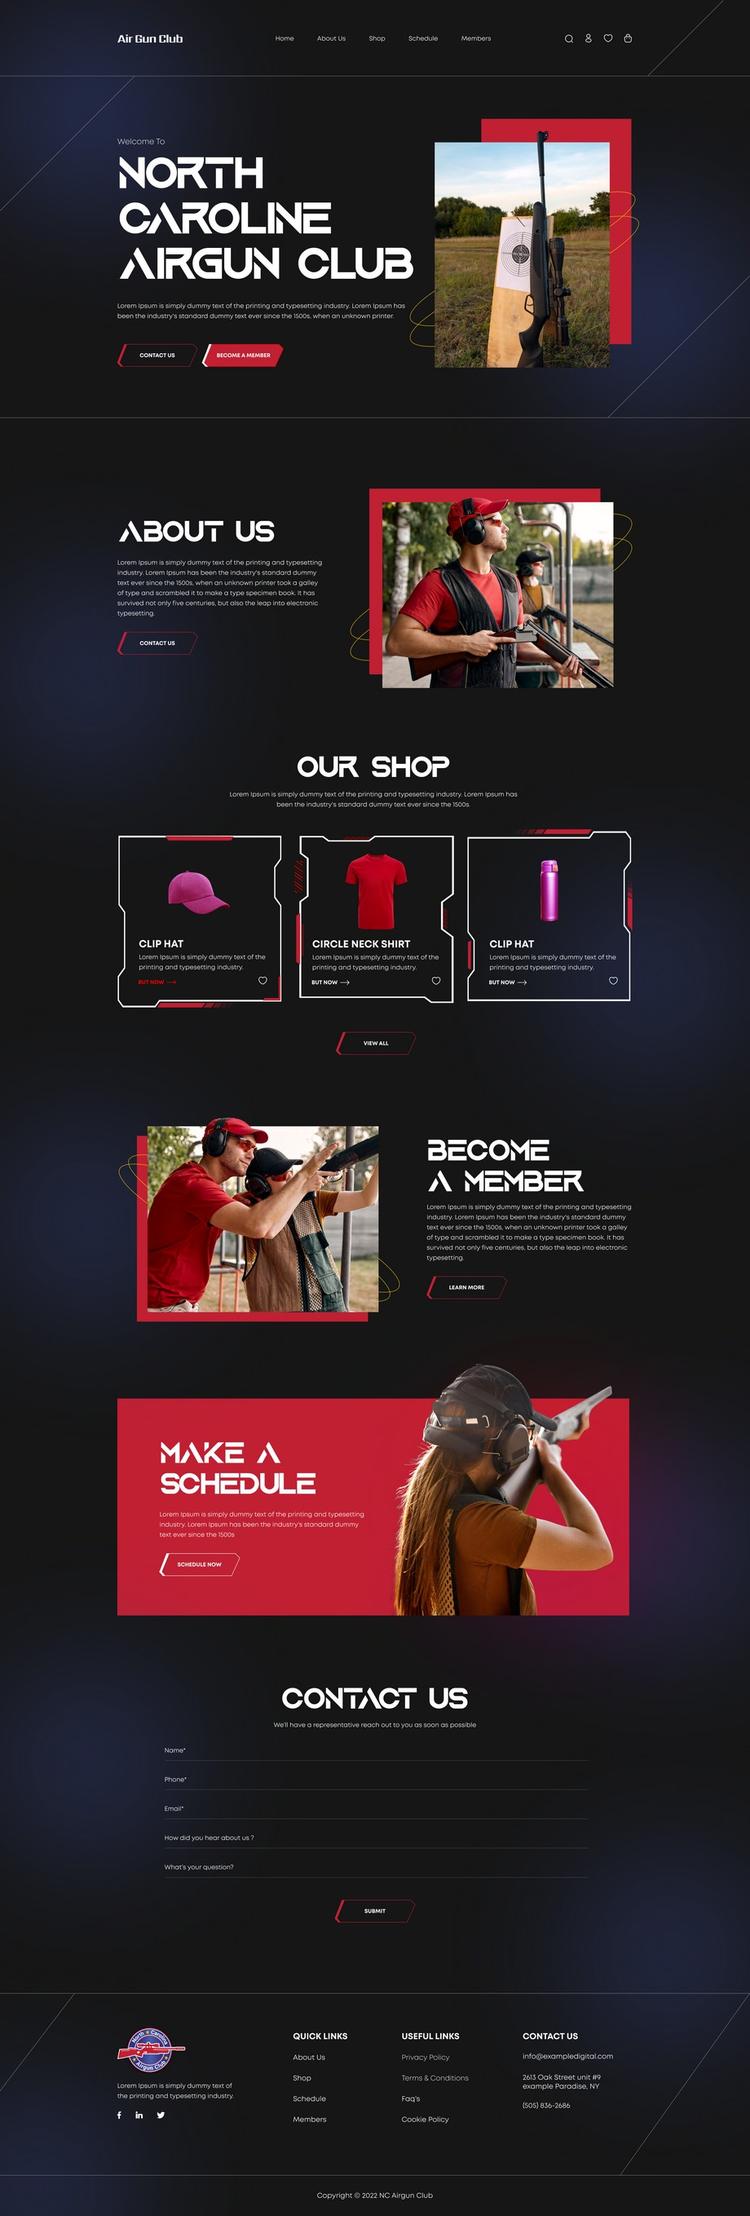 Air Gun Club
Home
About Us
Shop
Schedule
Members
Welcome To
NORTH
CAROLINE
AIRGUN CLUB
Lorem Ipsum is simply dummy text of the printing and typesetting industry. Lorem Ipsum has
been the industry's standard dummy text ever since the 1500s, when an unknown printer.
CONTACT US
BECOME A MEMBER
ABOUT US
Lorem Ipsum is simply dummy text of the printing and typesetting
industry. Lorem Ipsum has been the industry's standard dummy
text ever since the 1500s, when an unknown printer took a galley
of type and scrambled it to make a type specimen book. It has
survived not only five centuries, but also the leap into electronic
typesetting.
CONTACT US
OUR SHOP
Lorem Ipsum is simply dummy text of the printing and typesetting industry. Lorem Ipsum has
been the industry's standard dummy text ever since the 1500s.
CLIP HAT
Lorem Ipsum is simply dummy text of the
printing and typesetting industry.
BUT NOW
CIRCLE NECK SHIRT
Lorem Ipsum is simply dummy text of the
printing and typesetting industry.
BUT NOW
CLIP HAT
Lorem Ipsum is simply dummy text of the
printing and typesetting industry.
BUT NOW
VIEW ALL
BECOME
A MEMBER
Lorem Ipsum is simply dummy text of the printing and typesetting
industry. Lorem Ipsum has been the industry's standard dummy
text ever since the 1500s, when an unknown printer took a galley
of type and scrambled it to make a type specimen book. It has
survived not only five centuries, but also the leap into electronic
typesetting.
LEARN MORE
MAKE A
SCHEDULE
Lorem Ipsum is simply dummy text of the printing and typesetting
industry. Lorem Ipsum has been the industry's standard dummy
text ever since the 1500s
SCHEDULE NOW
CONTACT US
We'll have a representative reach out to you as soon as possible
Name*
Phone*
Email*
How did you hear about us ?
What's your question?
SUBMIT
North Carolina
Airgun Club
Lorem Ipsum is simply dummy text of
the printing and typesetting industry.
QUICK LINKS
About Us
Shop
Schedule
Members
USEFUL LINKS
Privacy Policy
Terms & Conditions
Faq's
Cookie Policy
CONTACT US
info@exampledigital.com
2613 Oak Street unit #9
example Paradise, NY
(505) 836-2686
Copyright © 2022 NC Airgun Club